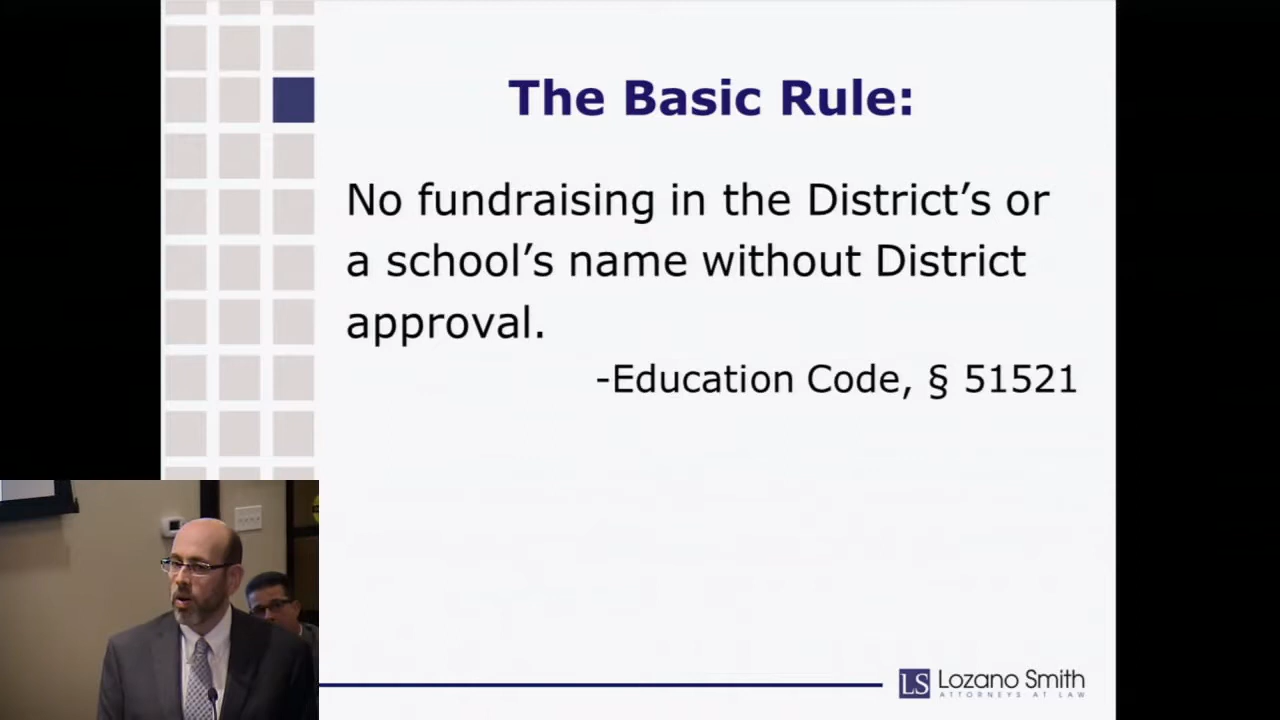 The Basic Rule:
No fundraising in the District’s or
a school’s name without District
approval.
-Education Code, § 51521
LS Lozano Smith
ATTORNEYS AT LAW